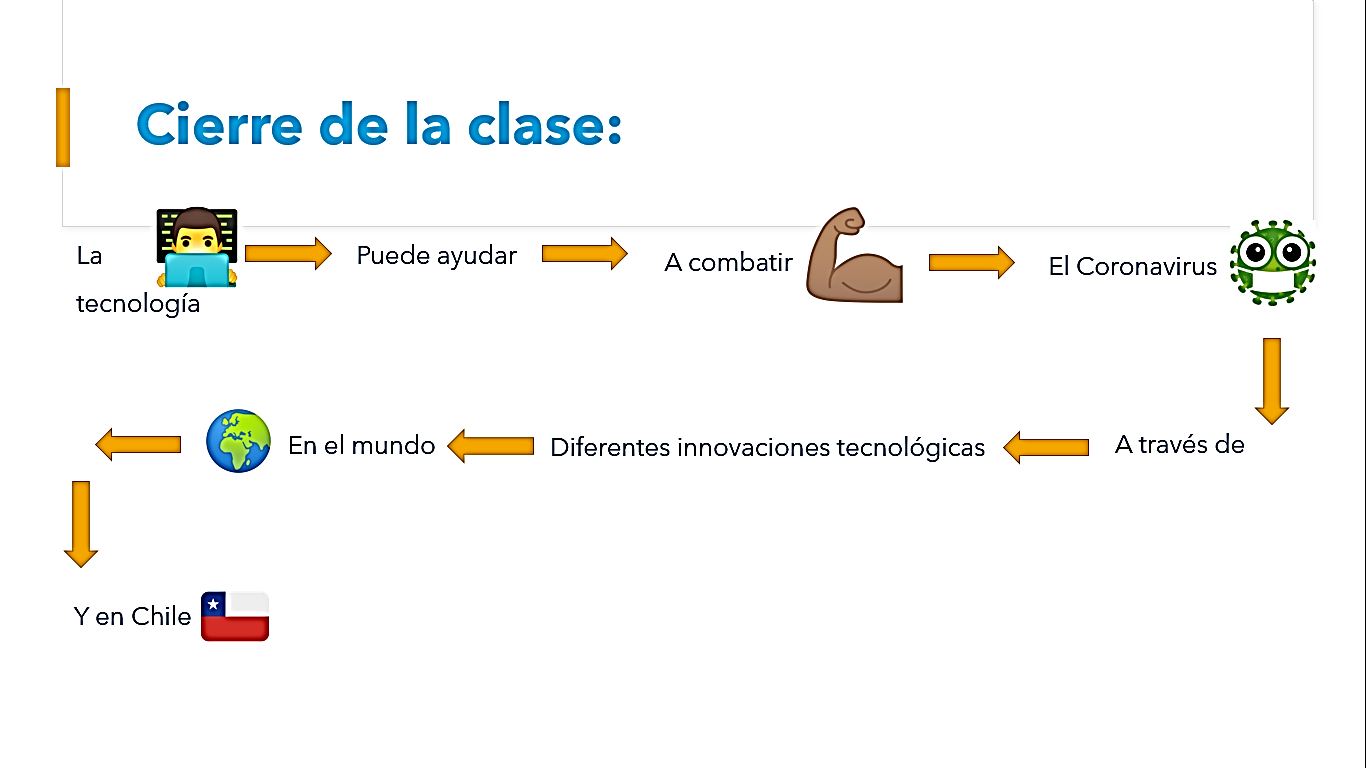 Cierre de la clase:
La
tecnología
Puede ayudar
A combatir
El Coronavirus
A través de
Diferentes innovaciones tecnológicas
En el mundo
Y en Chile